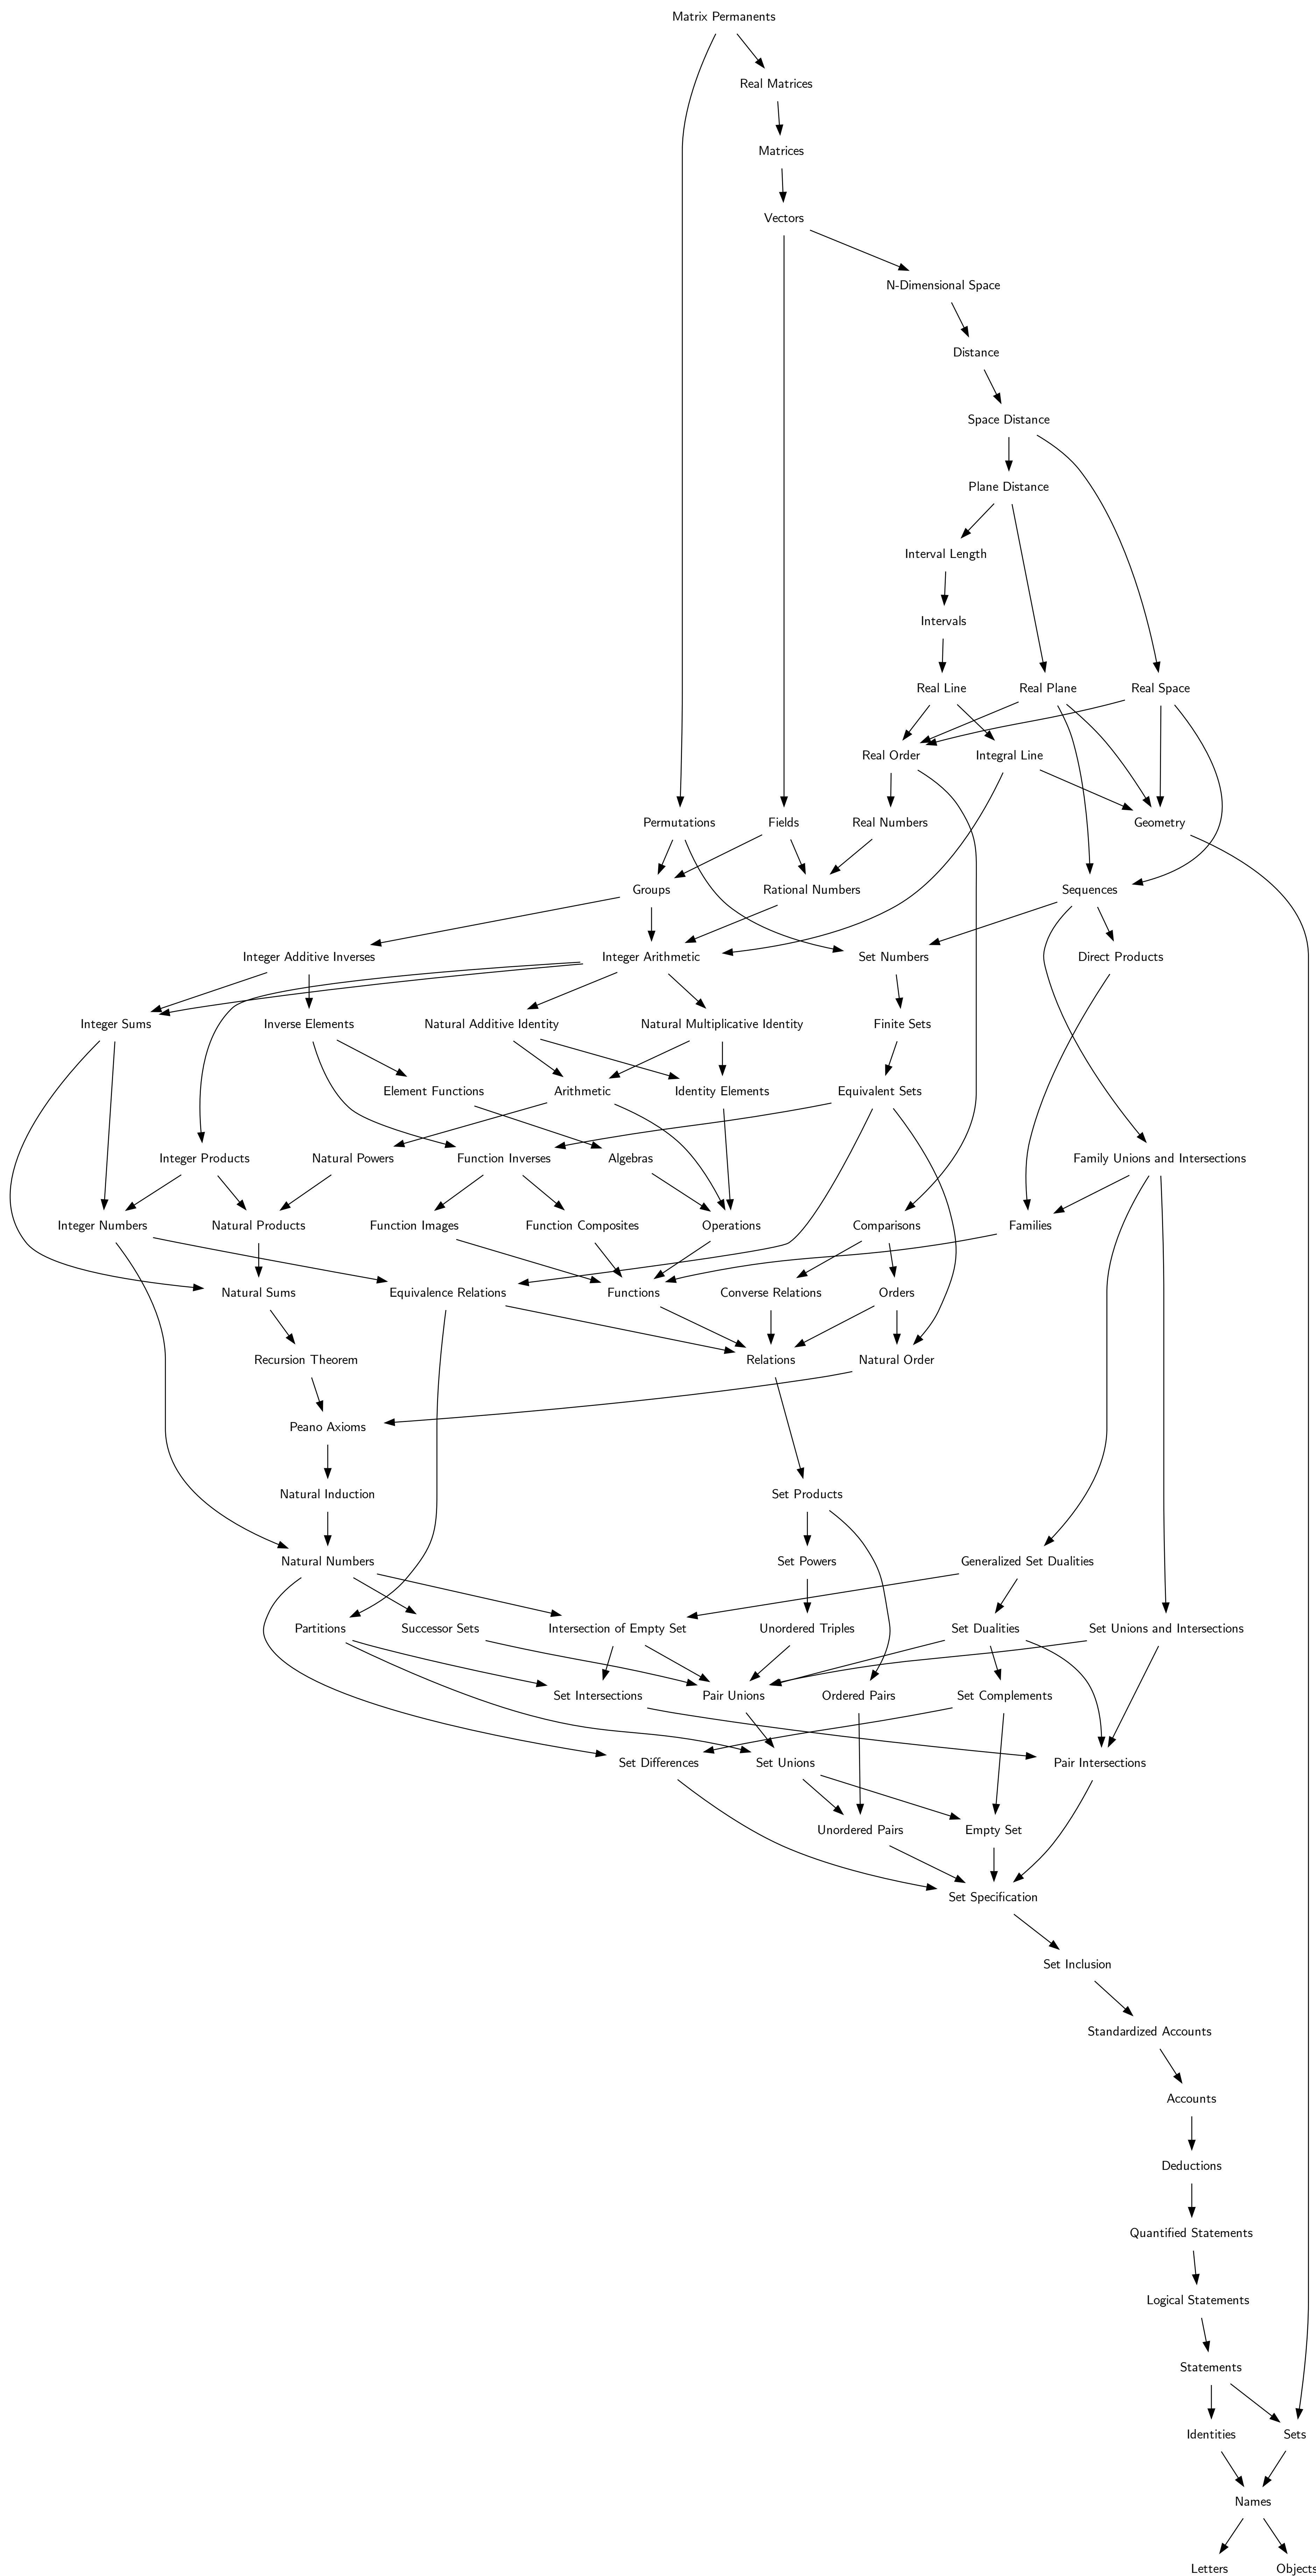 Matrix Permanents
Real Matrices
Matrices
Vectors
N-Dimensional Space
Distance
Space Distance
Plane Distance
Interval Length
Intervals
Real Line
Real Plane
Real Space
Real Order
Integral Line
Permutations
Fields
Real Numbers
Geometry
Groups
Rational Numbers
Sequences
Integer Additive Inverses
Integer Arithmetic
Set Numbers
Direct Products
Integer Sums
Inverse Elements
Natural Additive Identity
Natural Multiplicative Identity
Finite Sets
Element Functions
Arithmetic
Identity Elements
Equivalent Sets
Integer Products
Natural Powers
Function Inverses
Algebras
Family Unions and Intersections
Integer Numbers
Natural Products
Function Images
Function Composites
Operations
Comparisons
Families
Natural Sums
Equivalence Relations
Functions
Converse Relations
Orders
Recursion Theorem
Relations
Natural Order
Peano Axioms
Natural Induction
Set Products
Natural Numbers
Set Powers
Generalized Set Dualities
Partitions
Successor Sets
Intersection of Empty Set
Unordered Triples
Set Dualities
Set Unions and Intersections
Set Intersections
Pair Unions
Ordered Pairs
Set Complements
Set Differences
Set Unions
Pair Intersections
Unordered Pairs
Empty Set
Set Specification
Set Inclusion
Standardized Accounts
Accounts
Deductions
Quantified Statements
Logical Statements
Statements
Identities
Sets
Names
Letters
Objects